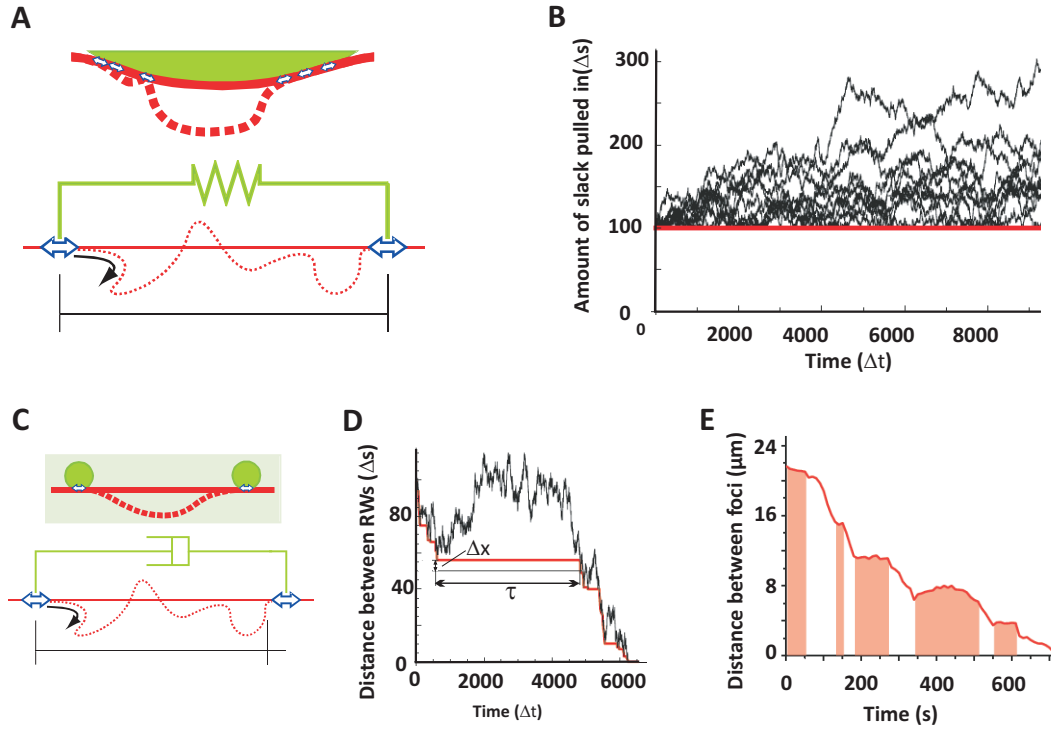 A
B
Amount of slack pulled in(Δs)
300
200
100
0
0
2000
4000
6000
8000
Time (Δt)
C
D
Distance between RWs (Δs)
80
40
0
Δx
τ
0
2000
4000
6000
Time (Δt)
E
Distance between foci (µm)
24
16
8
0
0
200
400
600
Time (s)